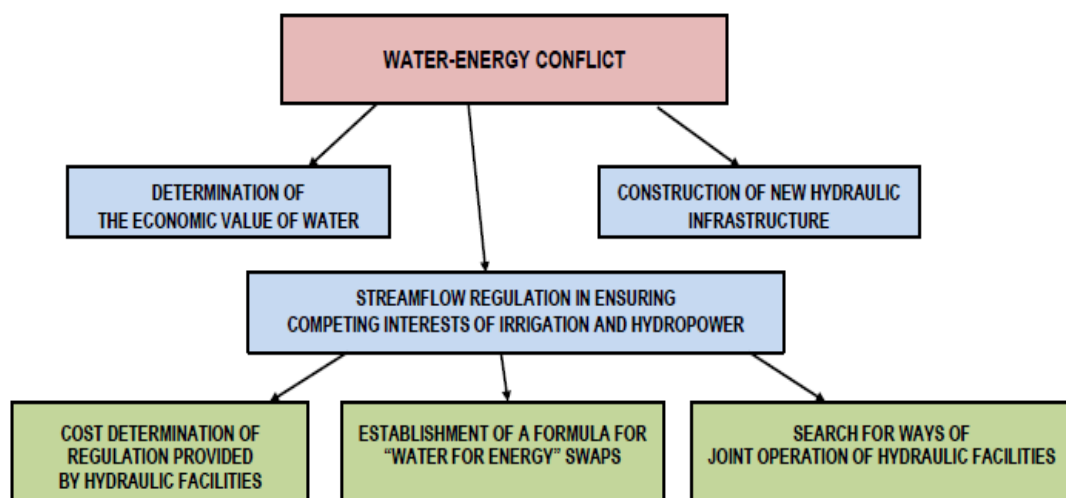 WATER-ENERGY CONFLICT
DETERMINATION OF
THE ECONOMIC VALUE OF WATER
CONSTRUCTION OF NEW HYDRAULIC
INFRASTRUCTURE
STREAMFLOW REGULATION IN ENSURING
COMPETING INTERESTS OF IRRIGATION AND HYDROPOWER
COST DETERMINATION OF
REGULATION PROVIDED
BY HYDRAULIC FACILITIES
ESTABLISHMENT OF A FORMULA FOR
“WATER FOR ENERGY” SWAPS
SEARCH FOR WAYS OF
JOINT OPERATION OF HYDRAULIC FACILITIES